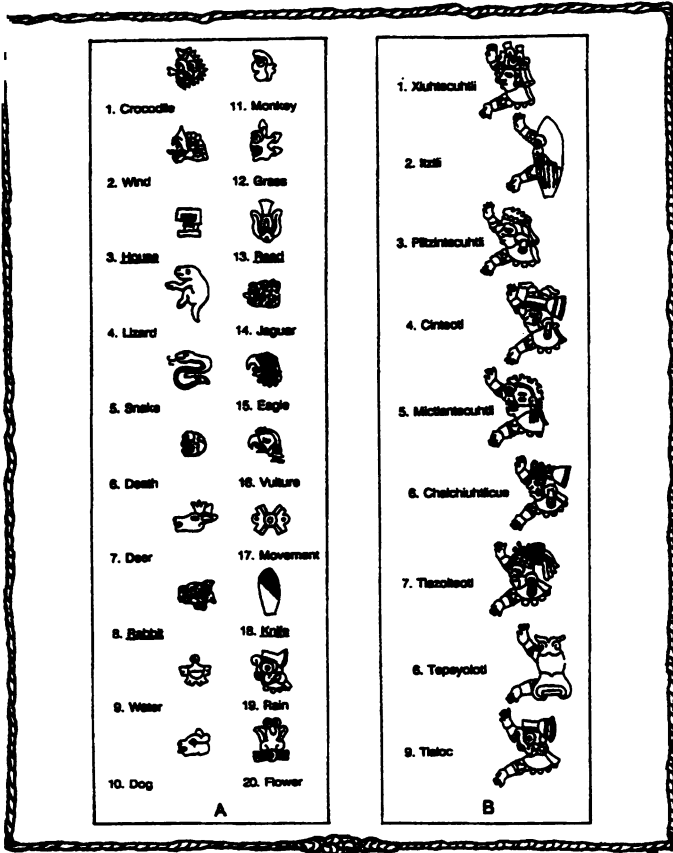 1. Crocodile 11. Monkey
2. Wind 12. Grass
3. House 13. Reed
4. Lizard 14. Jaguar
5. Snake 15. Eagle
6. Death 16. Vulture
7. Deer 17. Movement
8. Rabbit 18. Knife
9. Water 19. Rain
10. Dog 20. Flower
A
1. Xiuhtecuhtli
2. Itztli
3. Piltzintecuhtli
4. Cinteotl
5. Mictlantecuhtli
6. Chalchiuhtlicue
7. Tlazolteotl
8. Tepeyolotl
9. Tlaloc
B